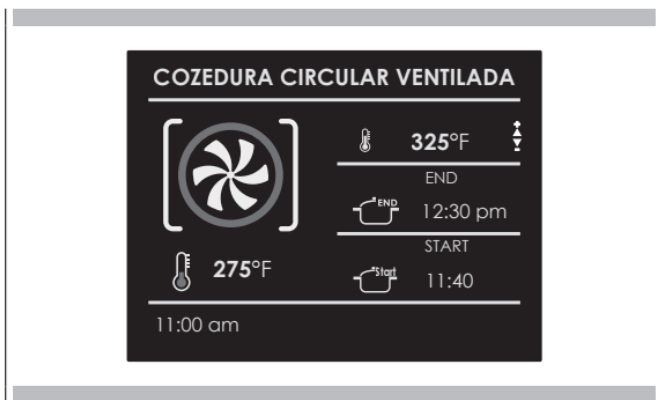 COZEDURA CIRCULAR VENTILADA
325°F
END
END
12:30 pm
START
Start
11:40
275°F
11:00 am